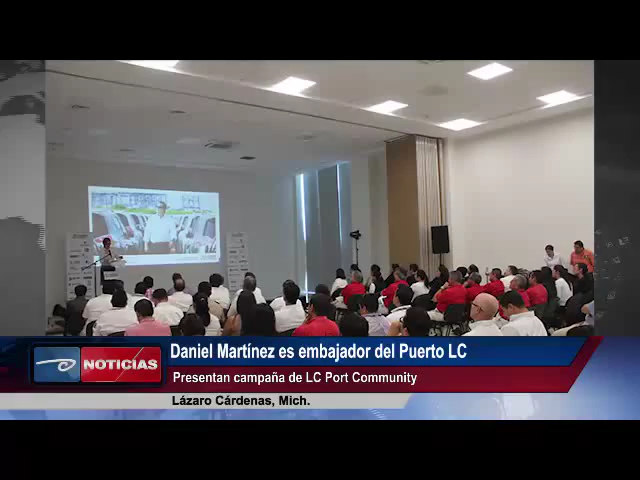 Daniel Martínez es embajador del Puerto LC
NOTICIAS
Presentan campaña de LC Port Community
Lázaro Cárdenas, Mich.